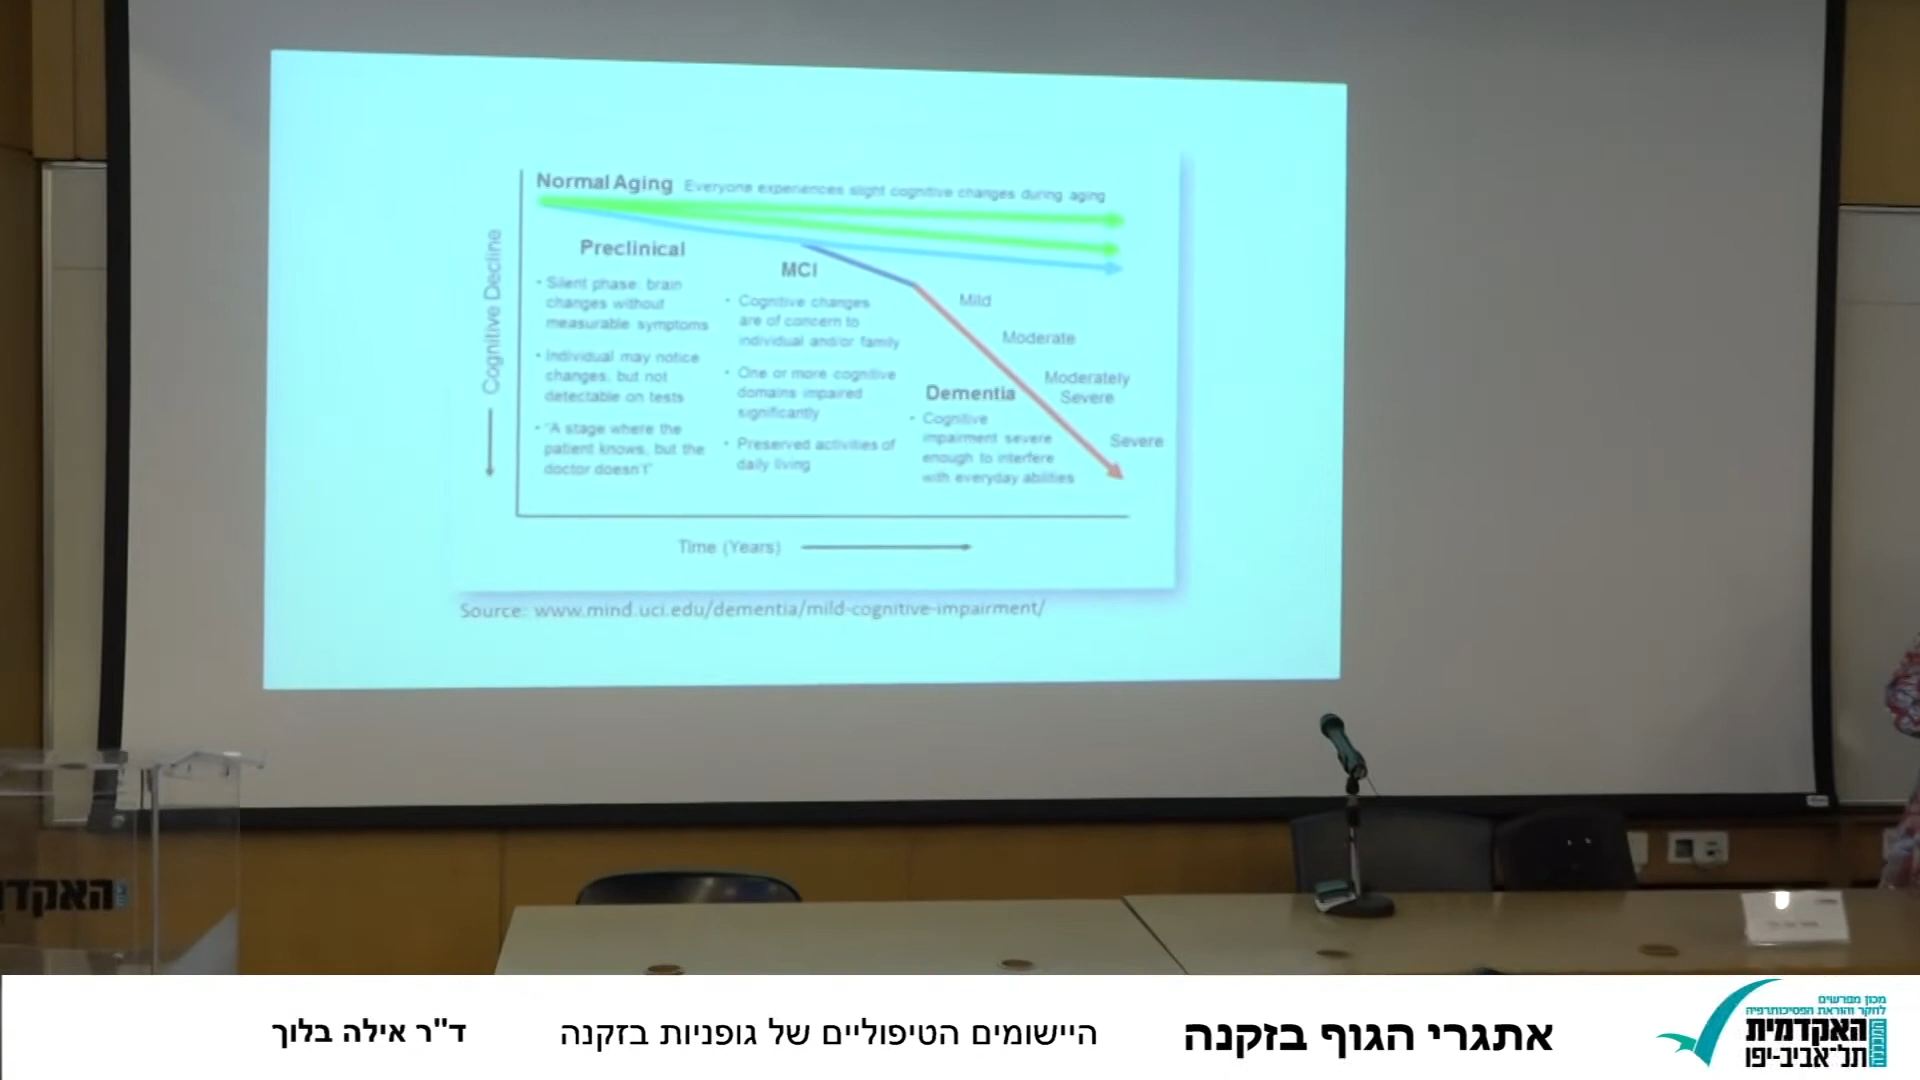 Normal Aging Everyone experiences slight cognitive changes during aging
Cognitive Decline
Preclinical
• Silent phase: brain
changes without
measurable symptoms
• Individual may notice
changes, but not
detectable on tests
• "A stage where the
patient knows, but the
doctor doesn't"
MCI
• Cognitive changes
are of concern to
individual and/or family
• One or more cognitive
domains impaired
significantly
• Preserved activities of
daily living
Mild
Moderate
Moderately
Severe
Severe
Dementia
• Cognitive
impairment severe
enough to interfere
with everyday abilities
Time (Years)
Source: www.mind.uci.edu/dementia/mild-cognitive-impairment/
האקדמ
אתגרי הגוף בזקנה
היישומים הטיפוליים של גופניות בזקנה
ד"ר אילה בלוך
מכון מפרשים
לחקר והוראת הפסיכותרפיה
האקדמית
תל־אביב-יפו